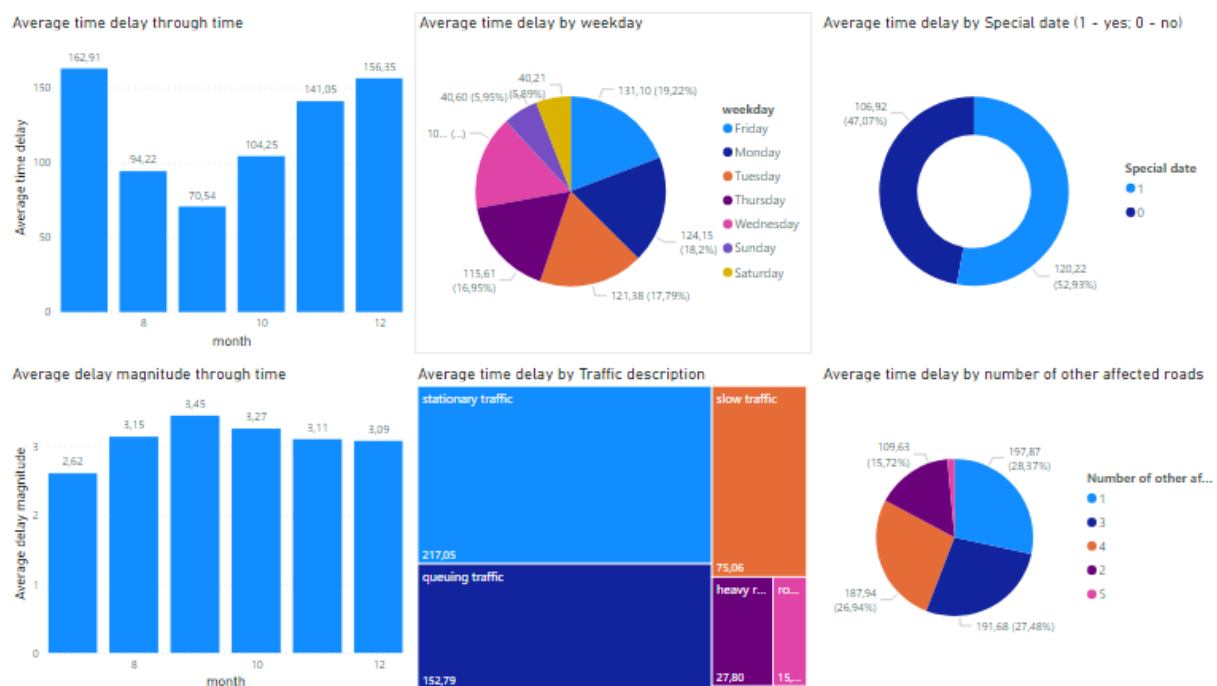 Average time delay through time
162,91
156,35
141,05
104,25
94,22
70,54
150
100
50
0
Average time delay
8
10
12
month
Average time delay by weekday
40,21
(5,89%)
40,60 (5,95%)
131,10 (19,22%)
10... (...)
124,15
(18,2%)
115,61
(16,95%)
121,38 (17,79%)
weekday
Friday
Monday
Tuesday
Thursday
Wednesday
Sunday
Saturday
Average time delay by Special date (1 - yes; 0 - no)
106,92
(47,07%)
120,22
(52,93%)
Special date
1
0
Average delay magnitude through time
2,62
3,15
3,45
3,27
3,11
3,09
3
2
1
0
Average delay magnitude
8
10
12
month
Average time delay by Traffic description
stationary traffic
217,05
slow traffic
75,06
queuing traffic
152,79
heavy r...
27,80
ro...
15,...
Average time delay by number of other affected roads
109,63
(15,72%)
197,87
(28,37%)
187,94
(26,94%)
191,68 (27,48%)
Number of other af...
1
3
4
2
5